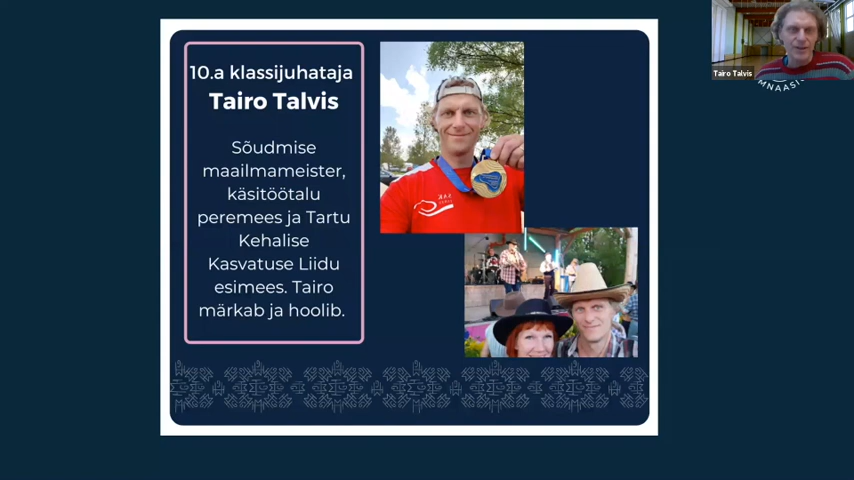 10.a klassijuhataja
Tairo Talvis
Sõudmise
maailmameister,
käsitöötalu
peremees ja Tartu
Kehalise
Kasvatuse Liidu
esimees. Tairo
märkab ja hoolib.
Tairo Talvis
MNAASI